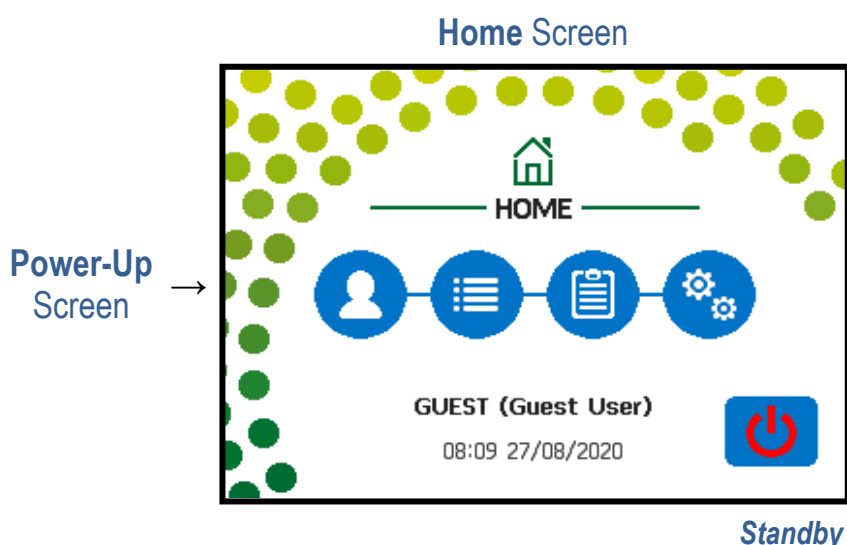 Home Screen
HOME
Power-Up
Screen →
GUEST (Guest User)
08:09 27/08/2020
Standby